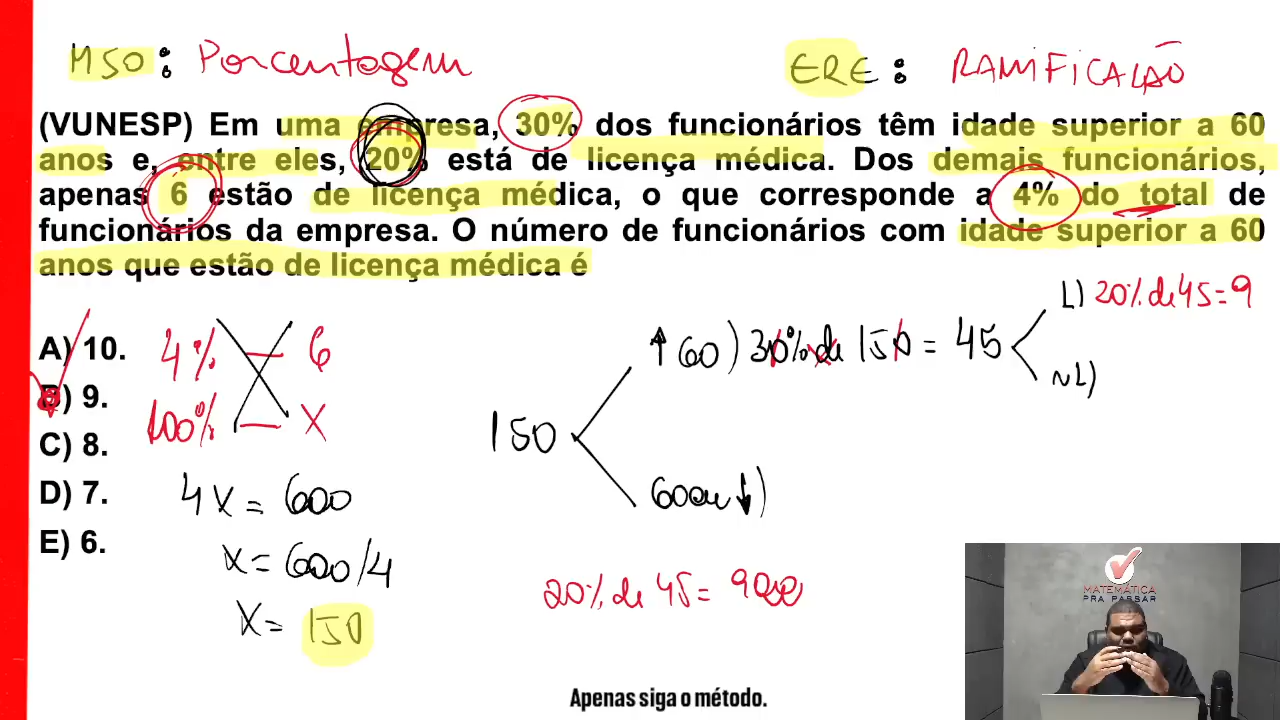 MSO: Porcentagem
ERE: RAMIFICAÇÃO
(VUNESP) Em uma empresa, 30% dos funcionários têm idade superior a 60
anos e, entre eles, 20% está de licença médica. Dos demais funcionários,
apenas 6 estão de licença médica, o que corresponde a 4% do total de
funcionários da empresa. O número de funcionários com idade superior a 60
anos que estão de licença médica é
A) 10.
B) 9.
C) 8.
D) 7.
E) 6.
4% 6
100% X
4X = 600
X = 600/4
X = 150
150
↑60) 30% de 150 = 45
L) 20% de 45 = 9
~L)
60ou↓)
20% de 45 = 900
MATEMÁTICA
PRA PASSAR
Apenas siga o método.